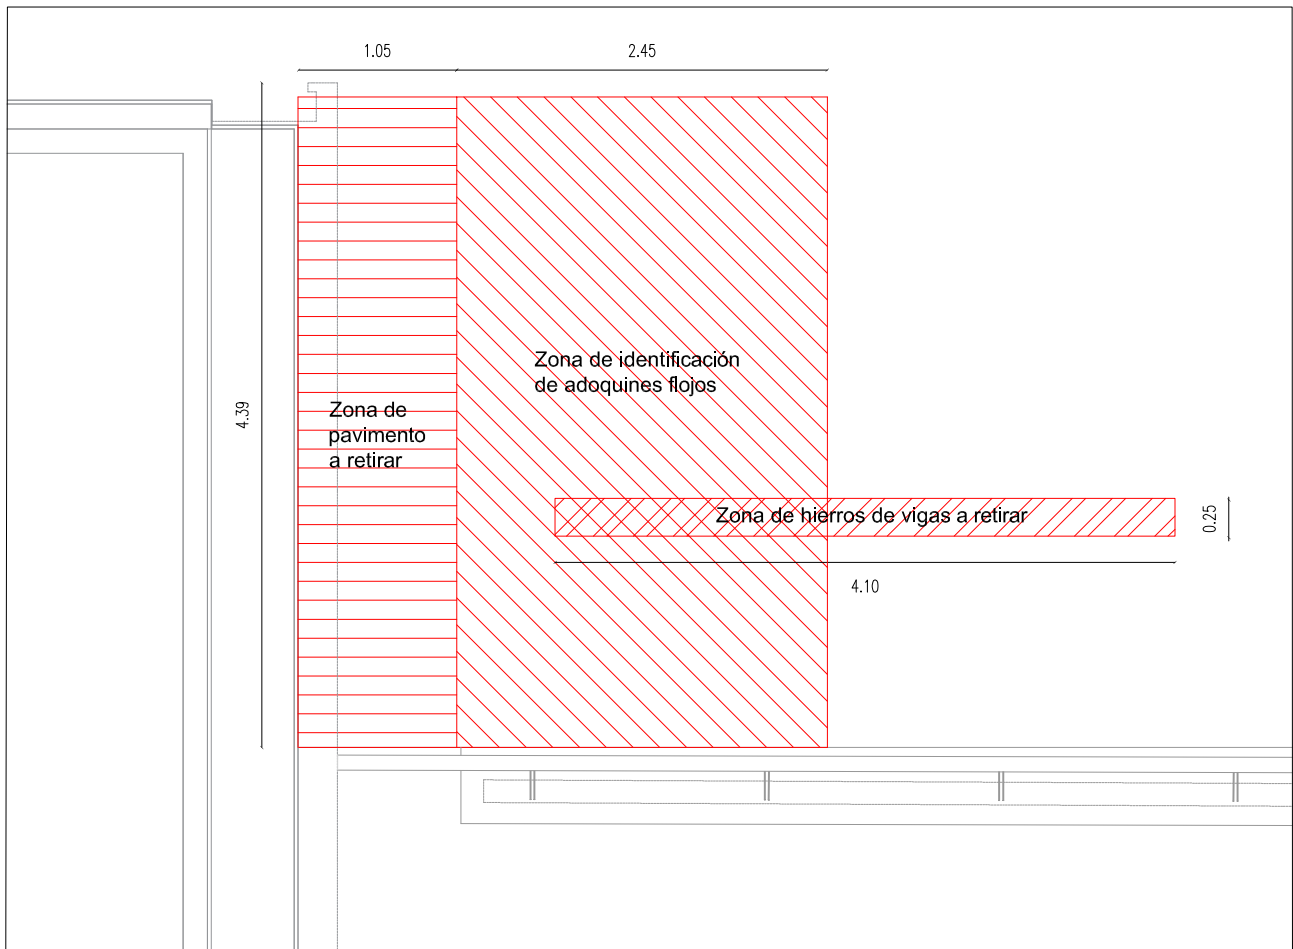 1.05
2.45
Zona de identificación
de adoquines flojos
4.39
Zona de
pavimento
a retirar
Zona de hierros de vigas a retirar
0.25
4.10